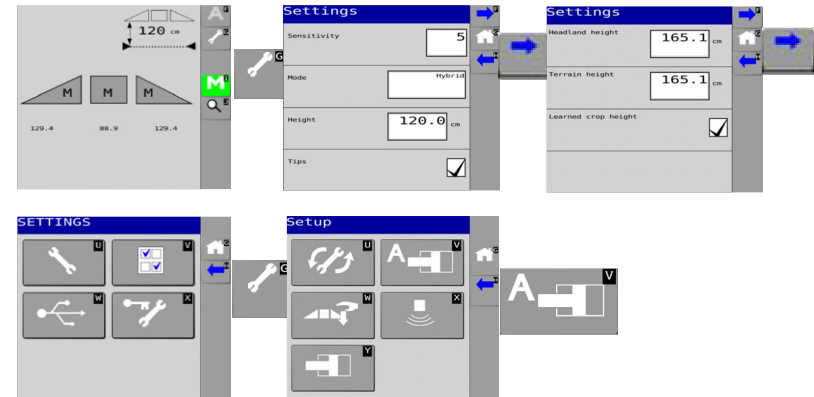 A
120 cm
M
M
M
M
129.4
88.9
129.4
G
Settings
Sensitivity
5
Mode
Hybrid
Height
120.0 cm
Tips
Settings
Headland height
165.1 cm
Terrain height
165.1 cm
Learned crop height
SETTINGS
U
V
W
X
G
Setup
U
A
V
W
X
Y
A
V